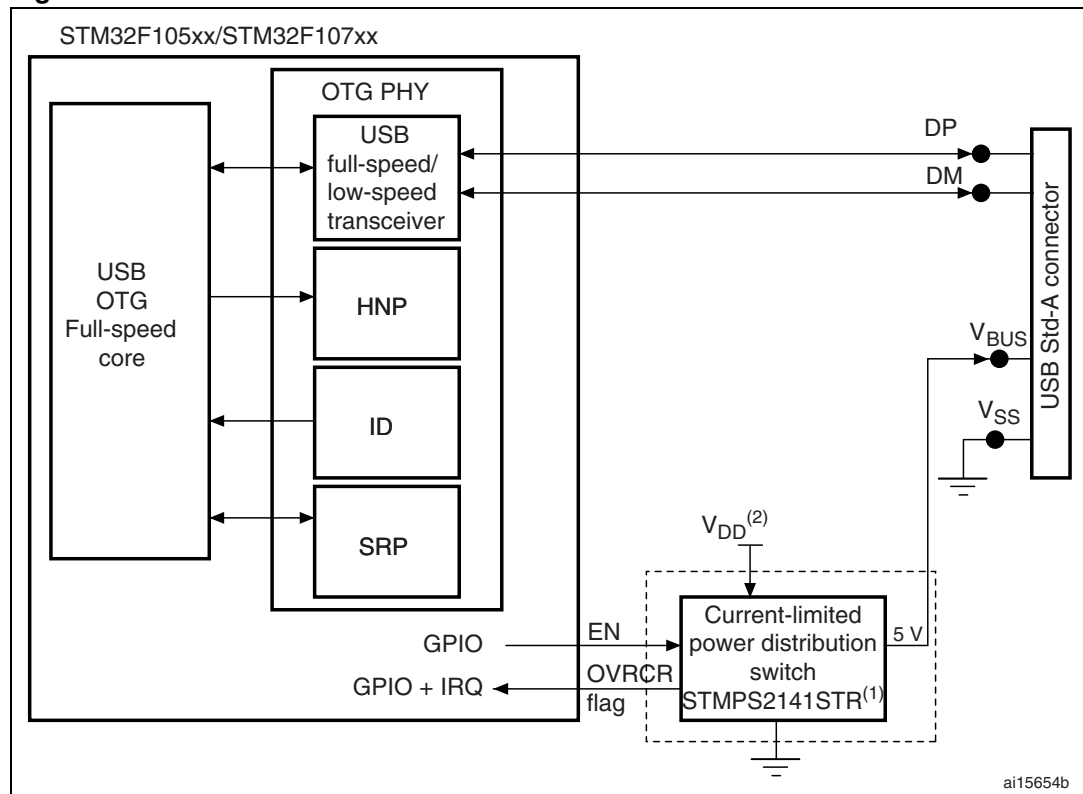 STM32F105xx/STM32F107xx
OTG PHY
USB
full-speed/
low-speed
transceiver
USB
OTG
Full-speed
core
HNP
ID
SRP
DP
DM
VBUS
VSS
USB Std-A connector
VDD(2)
Current-limited
power distribution
switch
STMPS2141STR(1)
5 V
GPIO
EN
GPIO + IRQ
OVRCR
flag
ai15654b